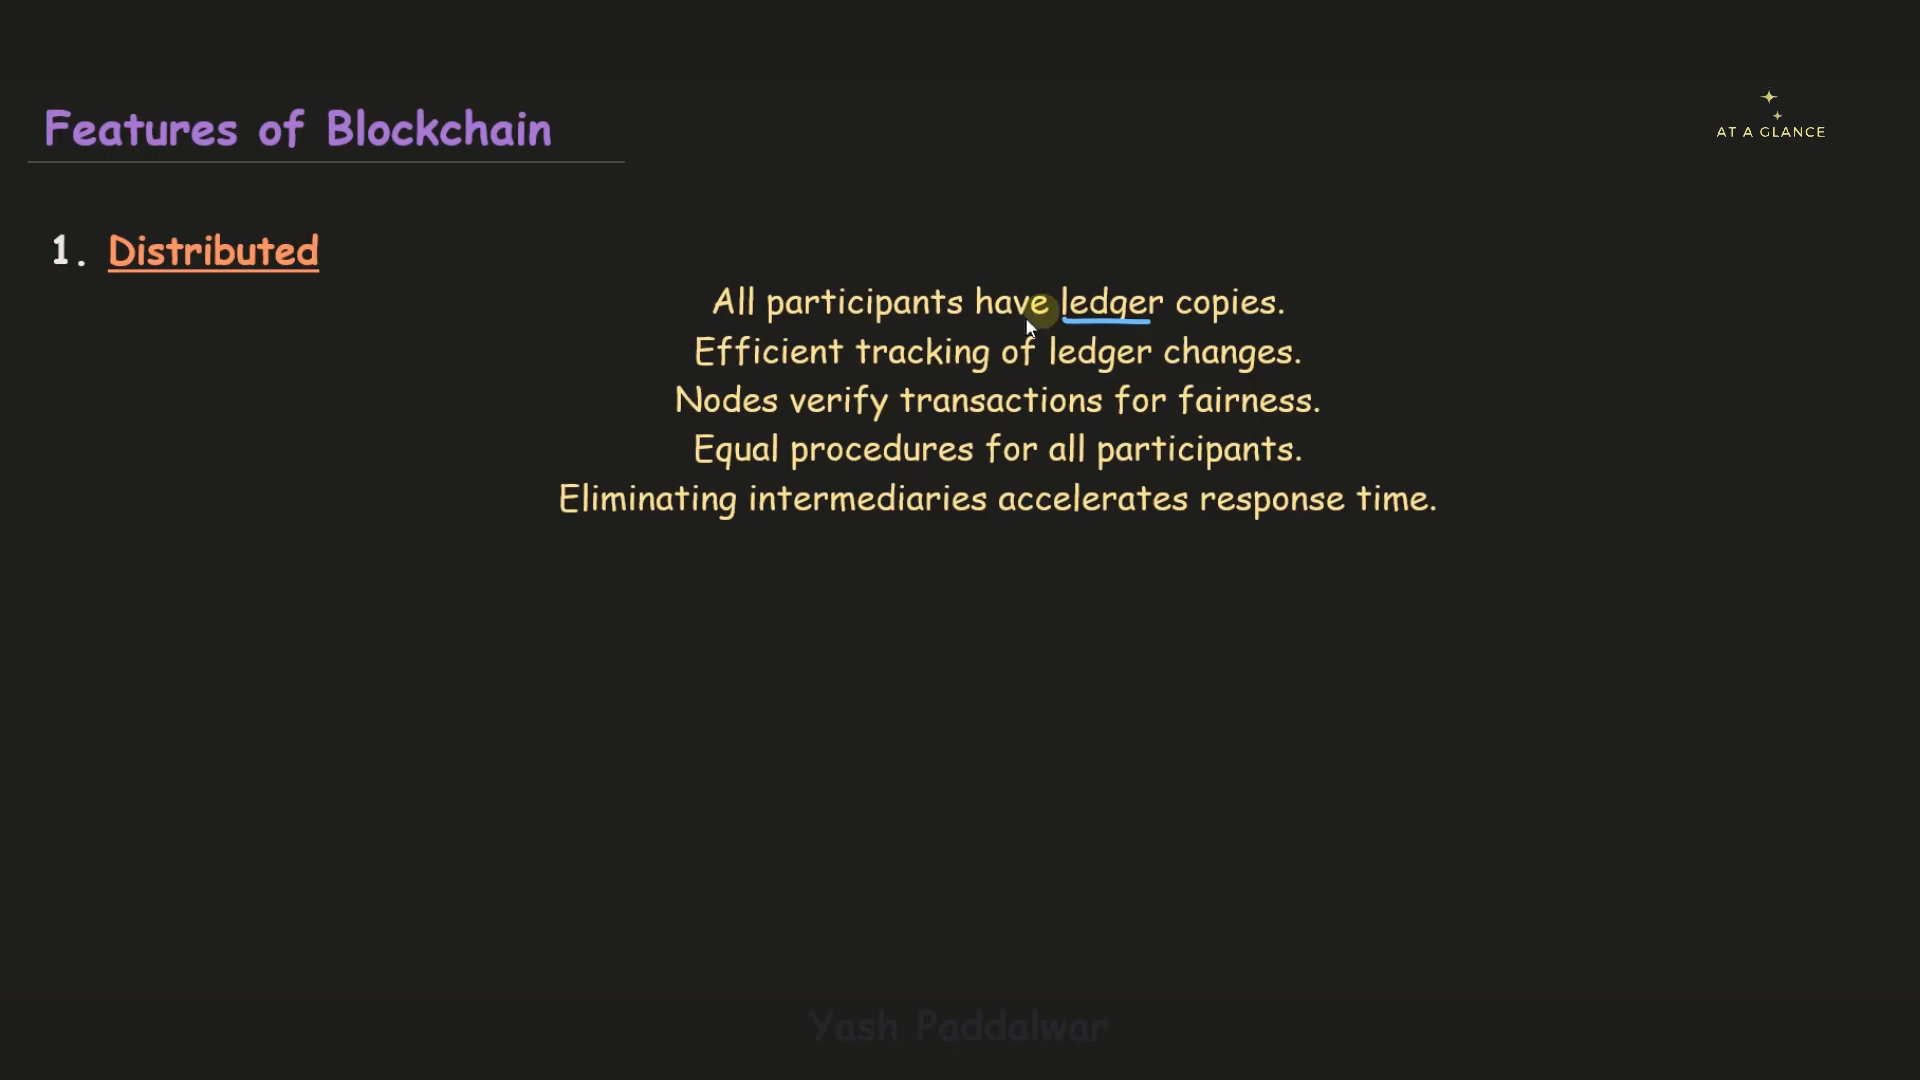 Features of Blockchain
AT A GLANCE
1. Distributed
All participants have ledger copies.
Efficient tracking of ledger changes.
Nodes verify transactions for fairness.
Equal procedures for all participants.
Eliminating intermediaries accelerates response time.
Yash Paddalwar